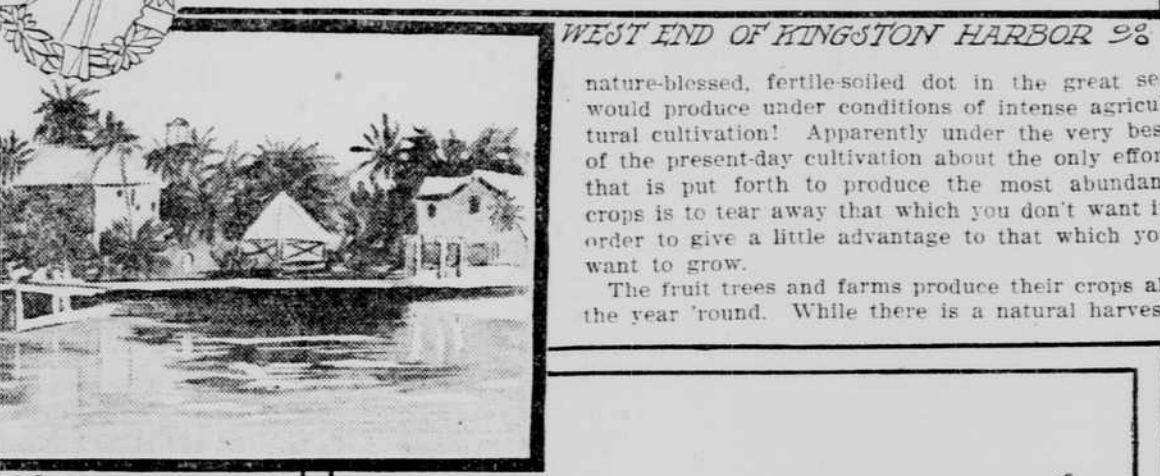 WEST END OF KINGSTON HARBOR
nature-blessed, fertile-soiled dot in the great se
would produce under conditions of intense agricu
tural cultivation! Apparently under the very bes
of the present-day cultivation about the only effor
that is put forth to produce the most abundan
crops is to tear away that which you don't want i
order to give a little advantage to that which yo
want to grow.
The fruit trees and farms produce their crops al
the year 'round. While there is a natural harves